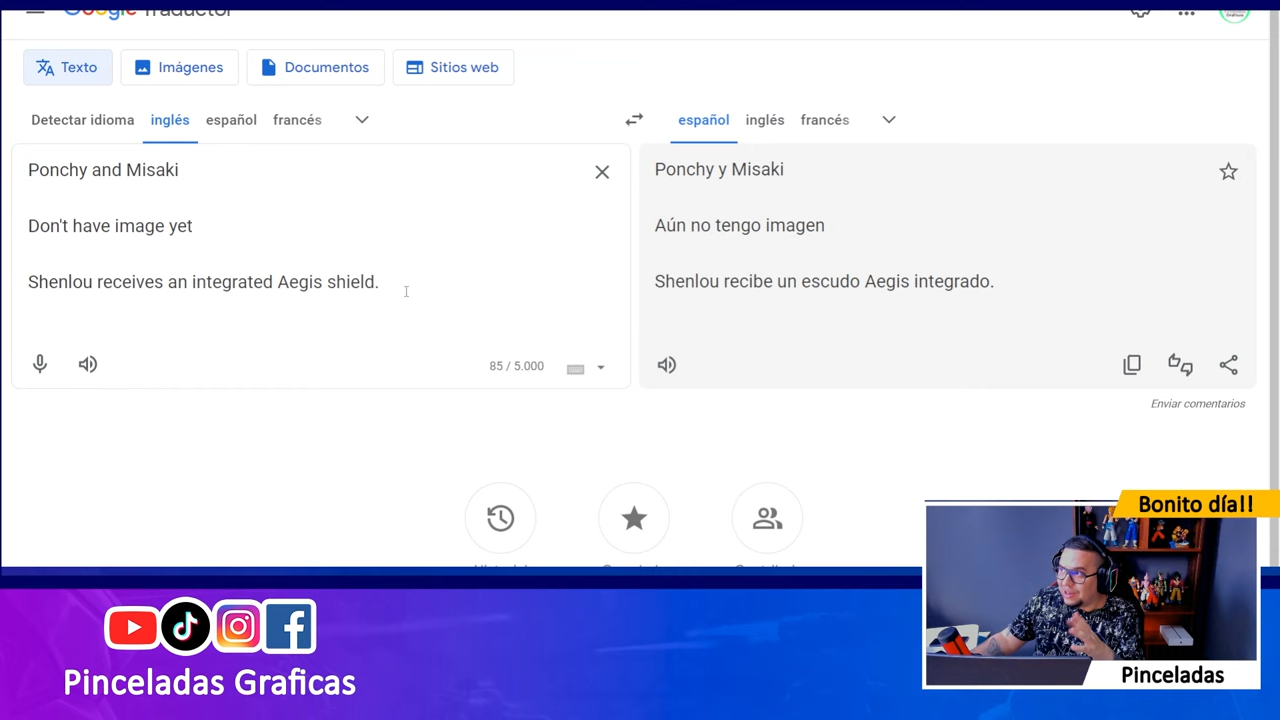 Google Traductor
Texto
Imágenes
Documentos
Sitios web
Detectar idioma
inglés
español
francés
español
inglés
francés
Ponchy and Misaki
Don't have image yet
Shenlou receives an integrated Aegis shield.
85 / 5.000
Ponchy y Misaki
Aún no tengo imagen
Shenlou recibe un escudo Aegis integrado.
Enviar comentarios
Bonito día!!
Pinceladas
Pinceladas Graficas